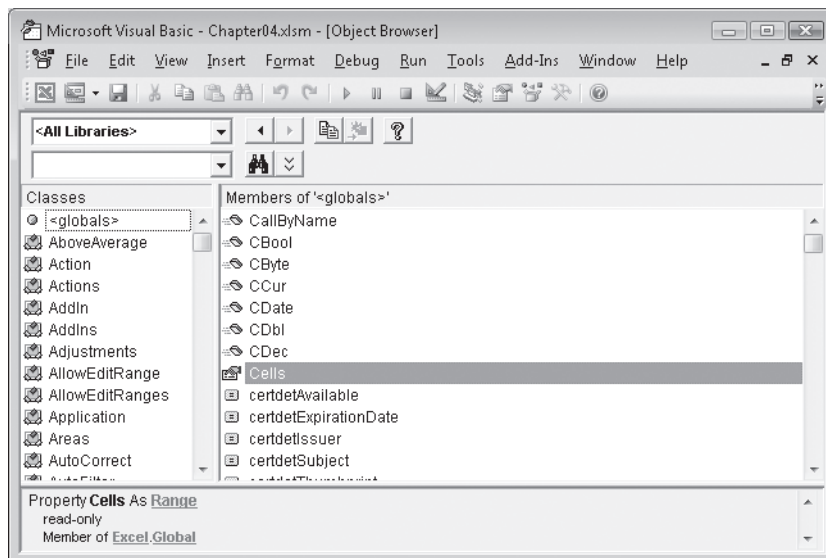 Microsoft Visual Basic - Chapter04.xlsm - [Object Browser]
File Edit View Insert Format Debug Run Tools Add-Ins Window Help
<All Libraries>
Classes
<globals>
AboveAverage
Action
Actions
AddIn
AddIns
Adjustments
AllowEditRange
AllowEditRanges
Application
Areas
AutoCorrect
AutoFilter
Members of '<globals>'
CallByName
CBool
CByte
CCur
CDate
CDbl
CDec
Cells
certdetAvailable
certdetExpirationDate
certdetIssuer
certdetSubject
certdetThumbprint
Property Cells As Range
read-only
Member of Excel.Global